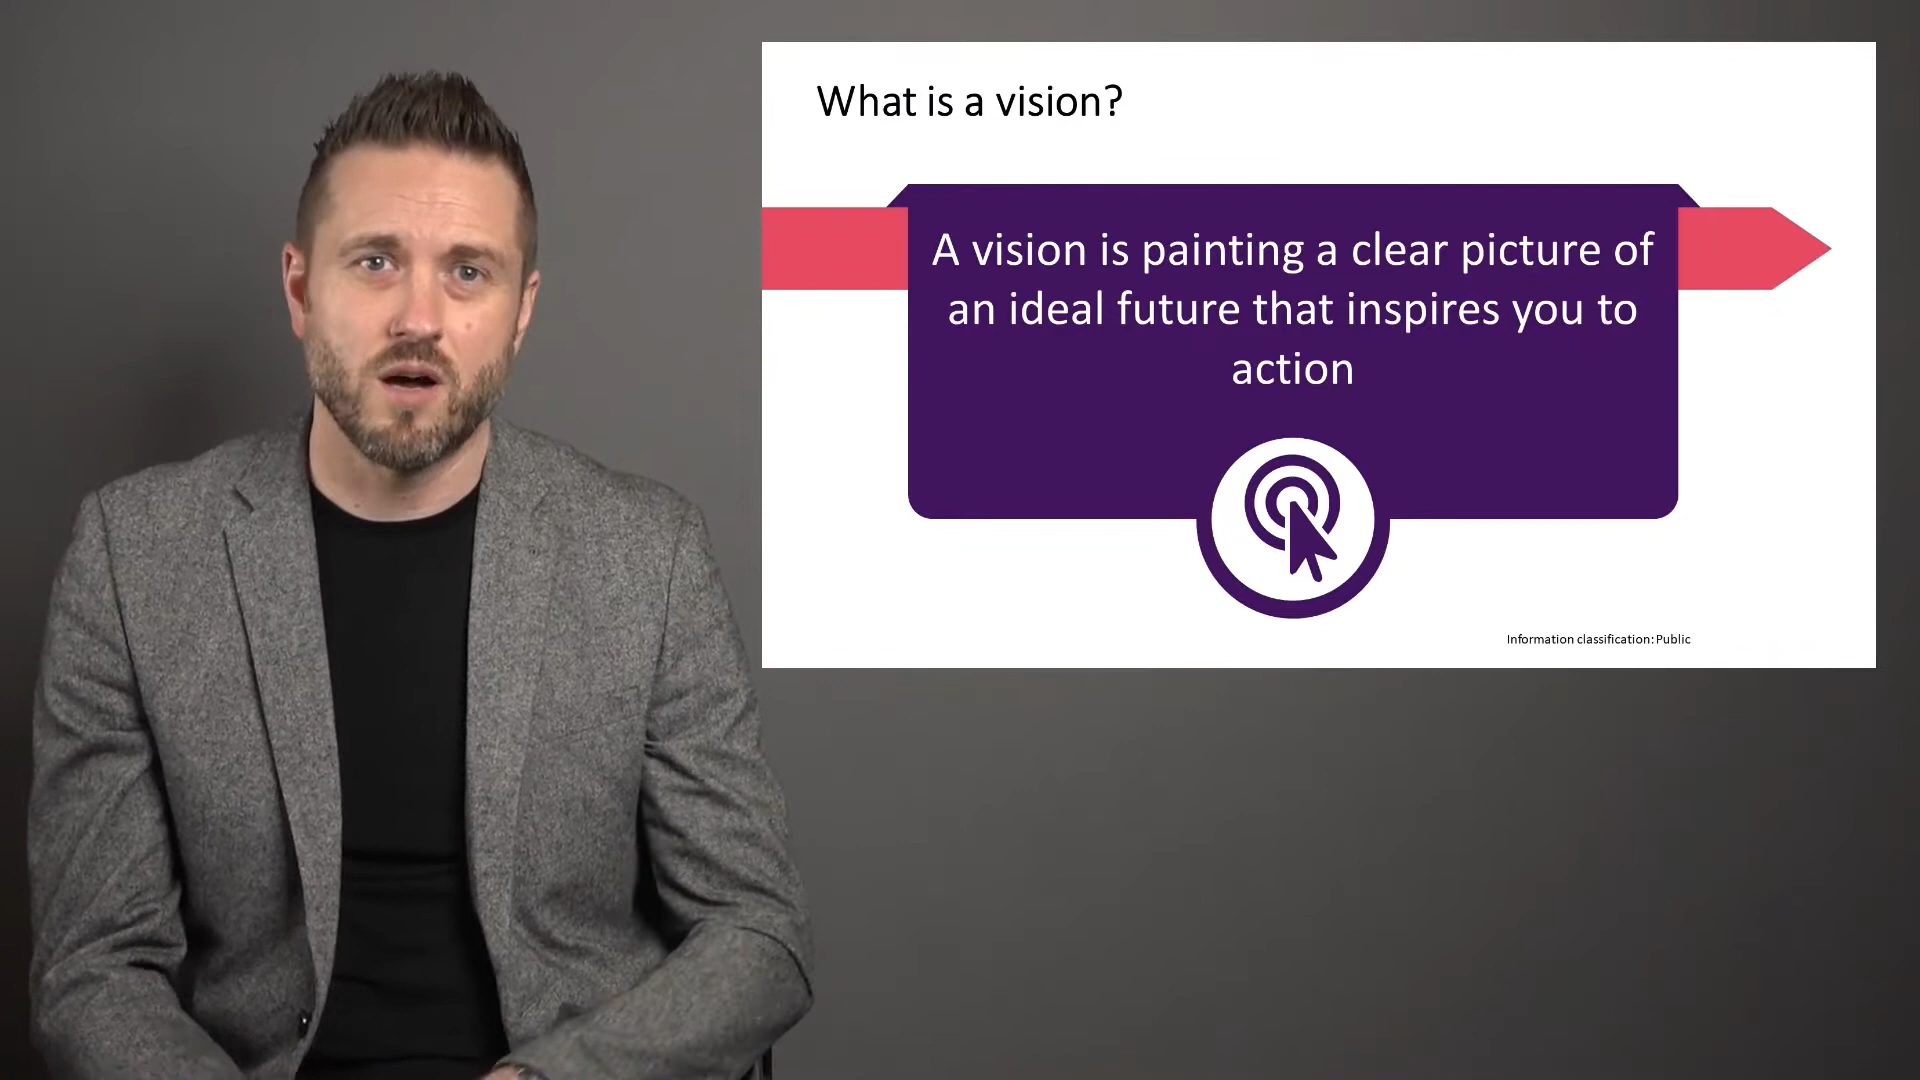 What is a vision?
A vision is painting a clear picture of
an ideal future that inspires you to
action
Information classification: Public